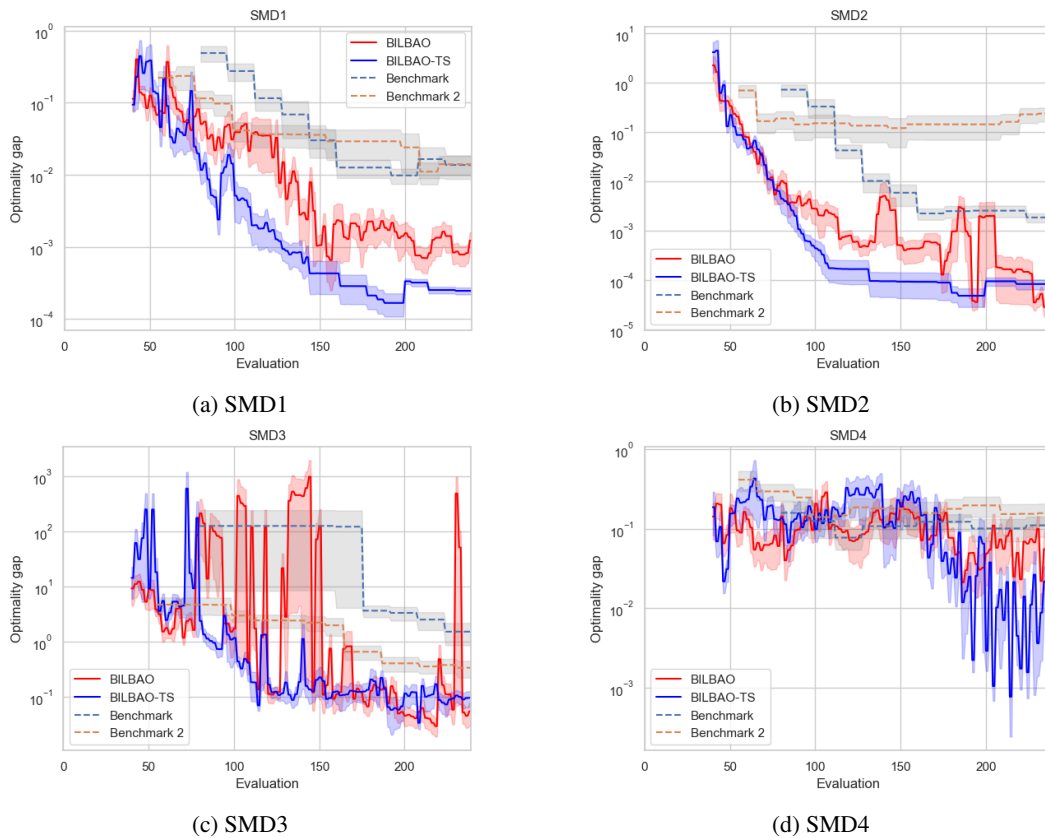 SMD1
10^0
10^-1
10^-2
10^-3
10^-4
Optimality gap
BILBAO
BILBAO-TS
Benchmark
Benchmark 2
0 50 100 150 200
Evaluation
(a) SMD1
SMD2
10^1
10^0
10^-1
10^-2
10^-3
10^-4
10^-5
Optimality gap
BILBAO
BILBAO-TS
Benchmark
Benchmark 2
0 50 100 150 200
Evaluation
(b) SMD2
SMD3
10^3
10^2
10^1
10^0
10^-1
Optimality gap
BILBAO
BILBAO-TS
Benchmark
Benchmark 2
0 50 100 150 200
Evaluation
(c) SMD3
SMD4
10^0
10^-1
10^-2
10^-3
Optimality gap
BILBAO
BILBAO-TS
Benchmark
Benchmark 2
0 50 100 150 200
Evaluation
(d) SMD4